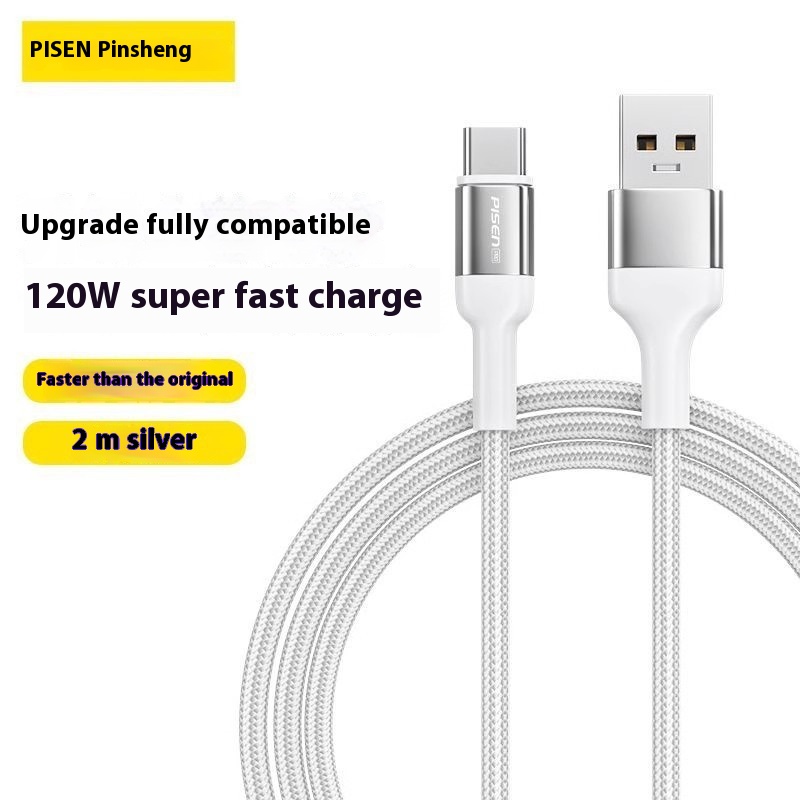 PISEN Pinsheng
Upgrade fully compatible
120W super fast charge
Faster than the original
2 m silver
PISEN